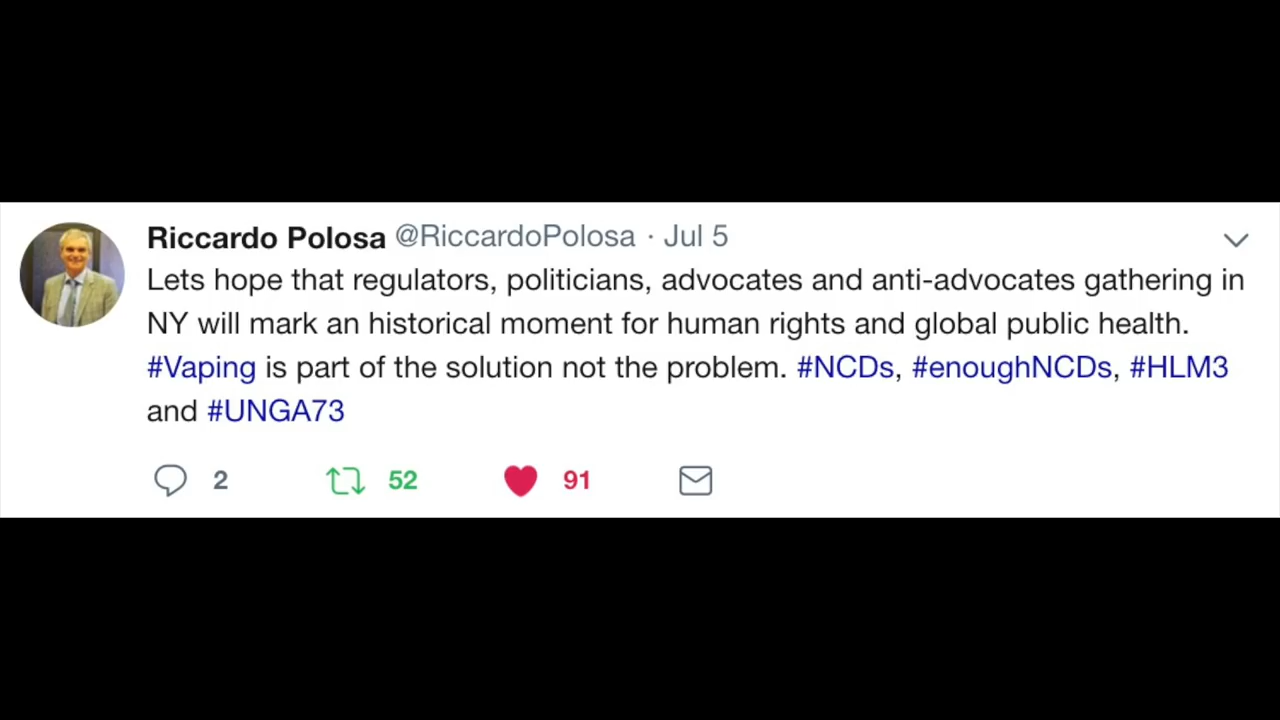 Riccardo Polosa @RiccardoPolosa · Jul 5
Lets hope that regulators, politicians, advocates and anti-advocates gathering in
NY will mark an historical moment for human rights and global public health.
#Vaping is part of the solution not the problem. #NCDs, #enoughNCDs, #HLM3
and #UNGA73
2 52 91